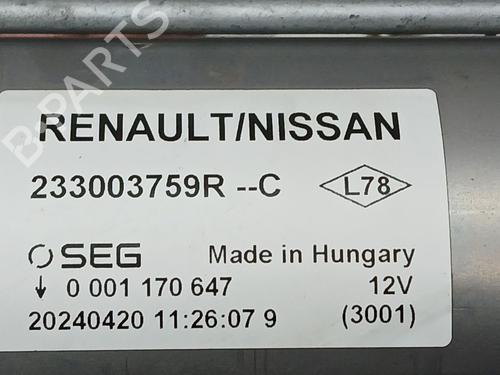 B-PARTS
RENAULT/NISSAN
233003759R --C L78
SEG Made in Hungary
↓ 0 001 170 647 12V
20240420 11:26:07 9 (3001)